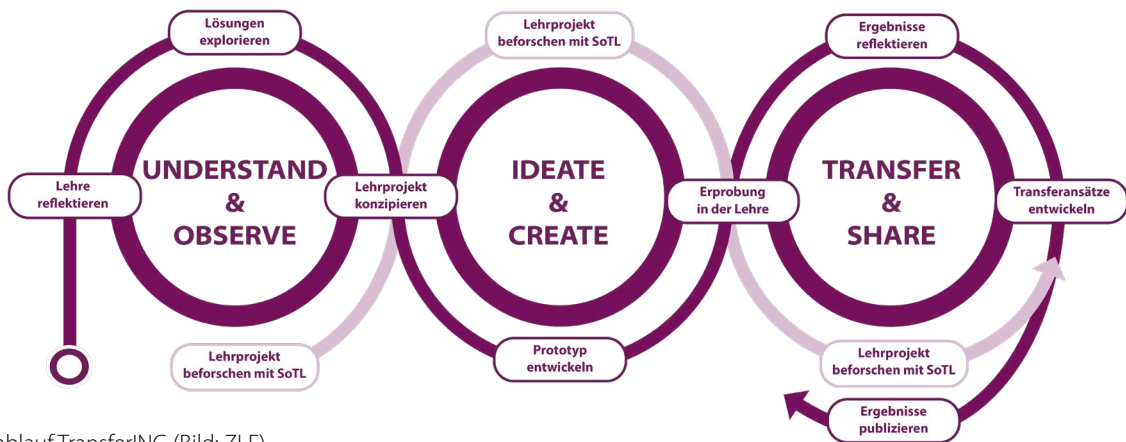 Lösungen
explorieren
Lehrprojekt
beforschen mit SoTL
Ergebnisse
reflektieren
Lehre
reflektieren
UNDERSTAND
&
OBSERVE
Lehrprojekt
konzipieren
IDEATE
&
CREATE
Erprobung
in der Lehre
TRANSFER
&
SHARE
Transferansätze
entwickeln
Lehrprojekt
beforschen mit SoTL
Prototyp
entwickeln
Lehrprojekt
beforschen mit SoTL
Ergebnisse
publizieren